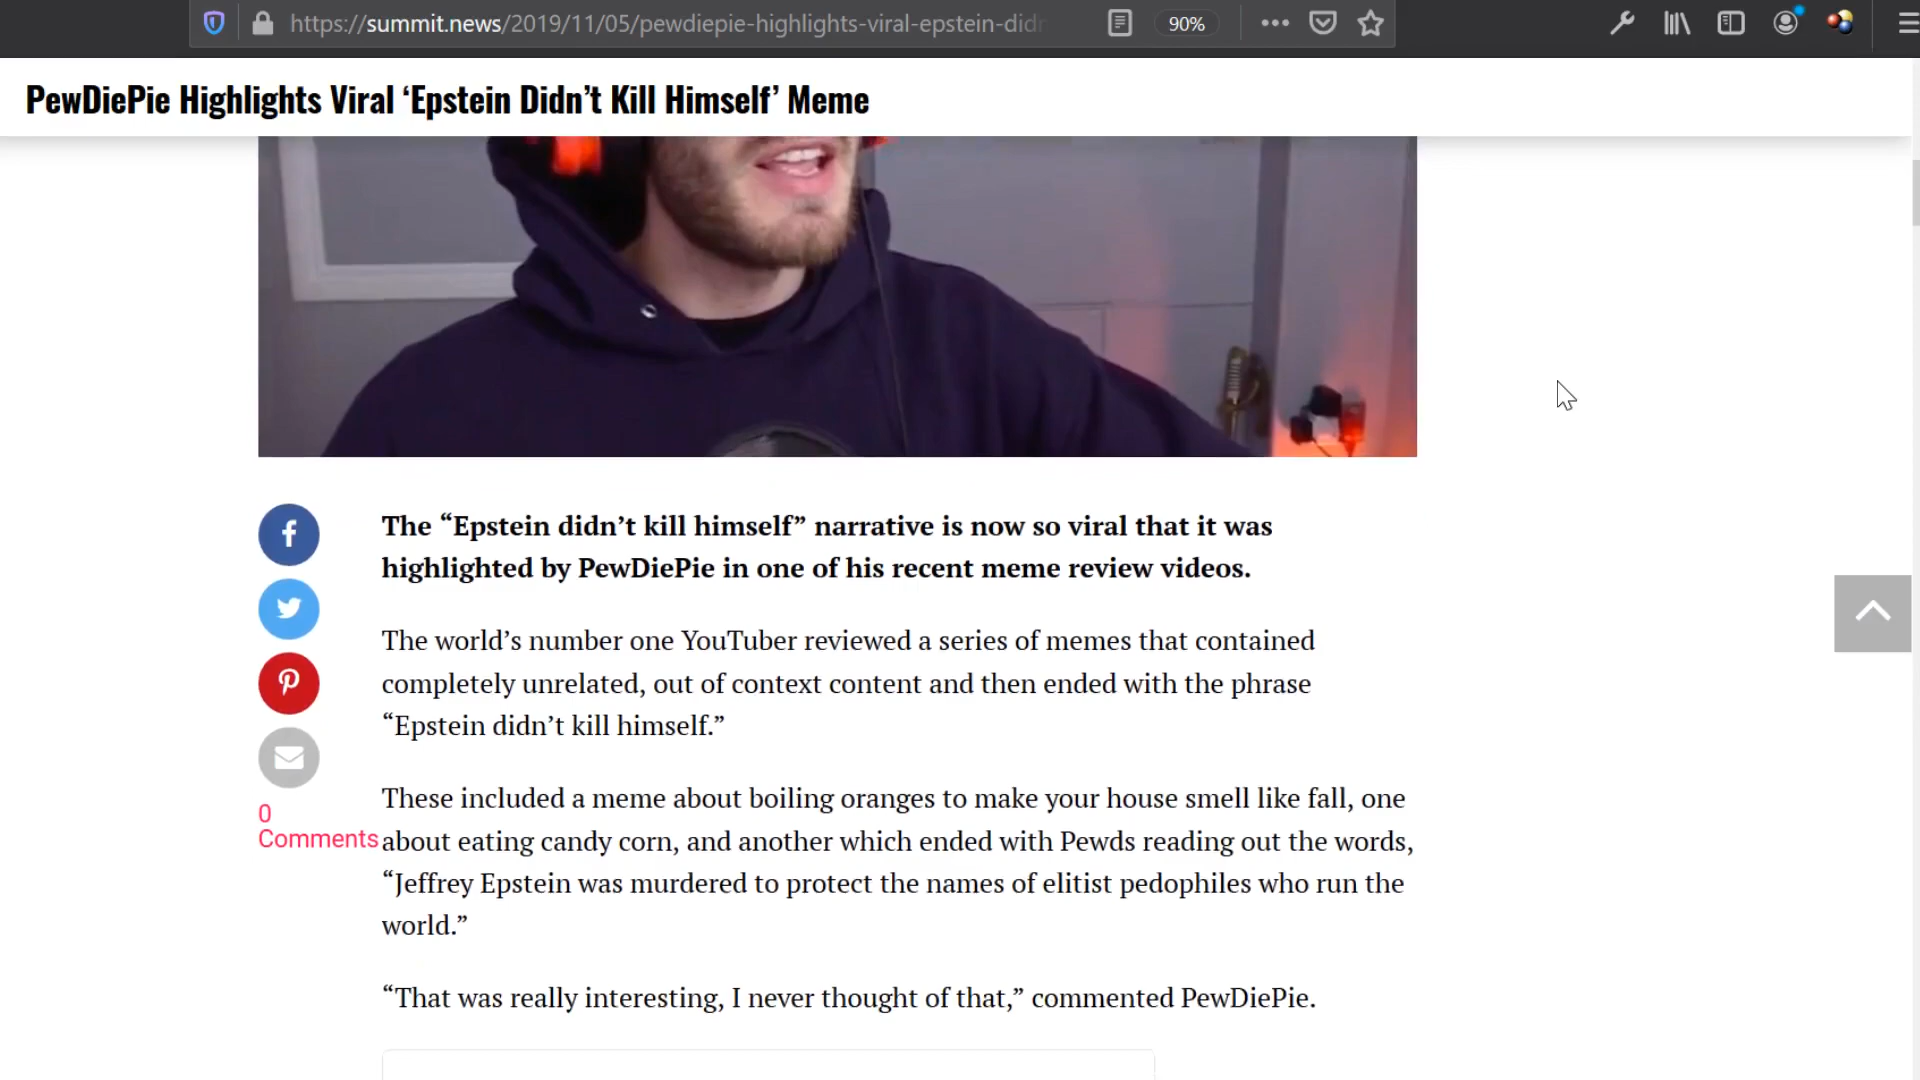 https://summit.news/2019/11/05/pewdiepie-highlights-viral-epstein-didn
90%
PewDiePie Highlights Viral ‘Epstein Didn’t Kill Himself’ Meme
The “Epstein didn’t kill himself” narrative is now so viral that it was
highlighted by PewDiePie in one of his recent meme review videos.
The world’s number one YouTuber reviewed a series of memes that contained
completely unrelated, out of context content and then ended with the phrase
“Epstein didn’t kill himself.”
0
Comments
These included a meme about boiling oranges to make your house smell like fall, one
about eating candy corn, and another which ended with Pewds reading out the words,
“Jeffrey Epstein was murdered to protect the names of elitist pedophiles who run the
world.”
“That was really interesting, I never thought of that,” commented PewDiePie.